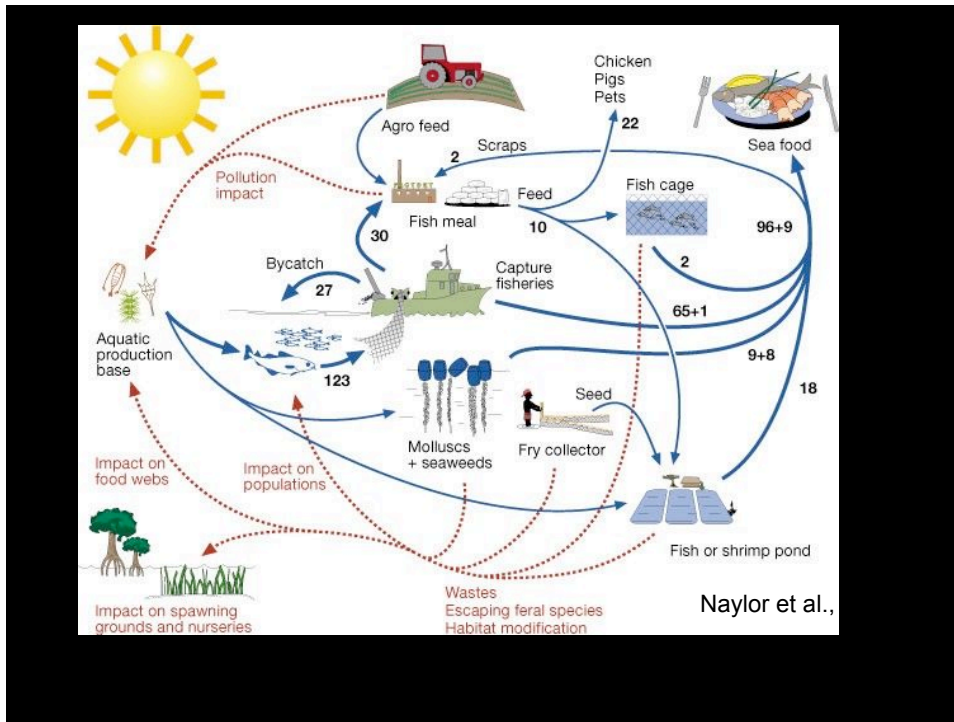 Chicken
Pigs
Pets
22
Agro feed
2
Scraps
Sea food
Pollution
impact
FACTORY
Feed
Fish cage
Fish meal
10
96+9
30
2
Bycatch
27
Capture
fisheries
65+1
Aquatic
production
base
123
9+8
18
Seed
Molluscs
+ seaweeds
Fry collector
Impact on
food webs
Impact on
populations
Fish or shrimp pond
Wastes
Escaping feral species
Habitat modification
Impact on spawning
grounds and nurseries
Naylor et al.,